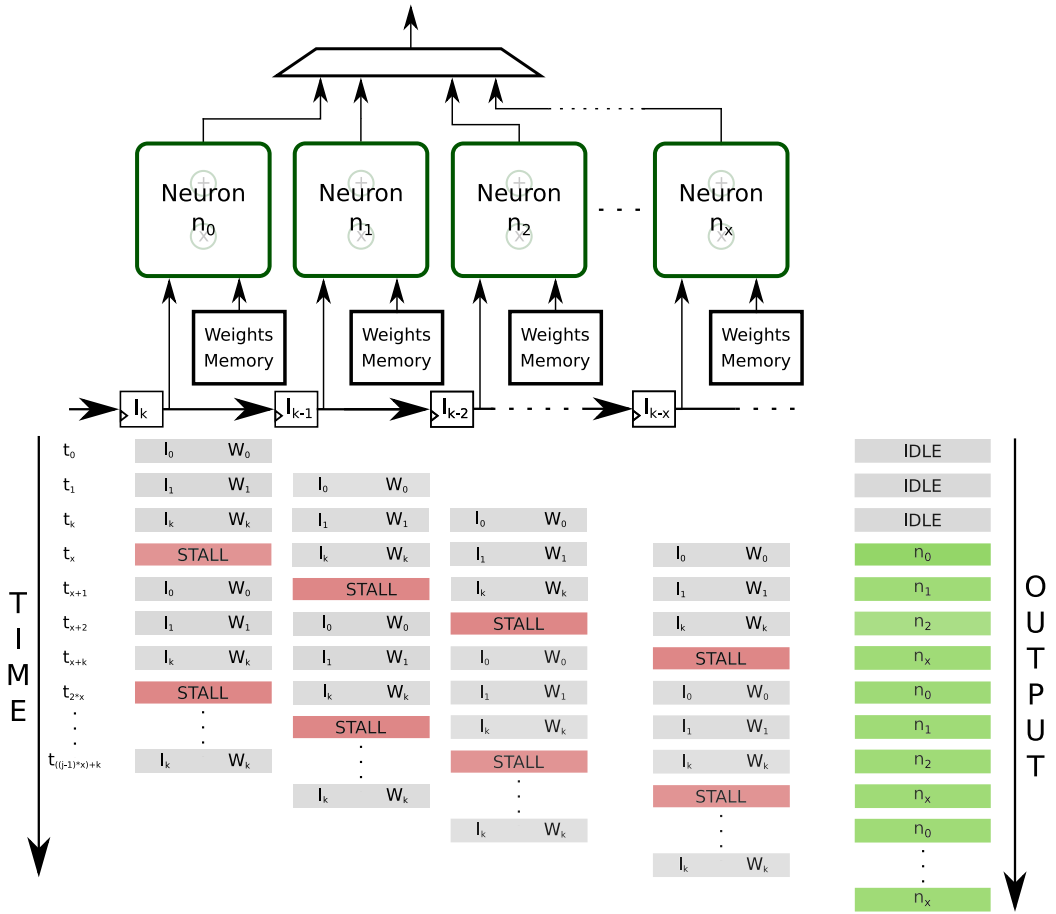 Neuron n₀
Neuron n₁
Neuron n₂
. . . .
Neuron nₓ
+ + + +
x x x x
Weights Memory
Weights Memory
Weights Memory
Weights Memory
Iₖ Iₖ₋₁ Iₖ₋₂ Iₖ₋ₓ
t₀ I₀ W₀ IDLE
t₁ I₁ W₁ I₀ W₀ IDLE
tₖ Iₖ Wₖ I₁ W₁ I₀ W₀ IDLE
tₓ STALL Iₖ Wₖ I₁ W₁ I₀ W₀ n₀
tₓ₊₁ I₀ W₀ STALL Iₖ Wₖ I₁ W₁ n₁
tₓ₊₂ I₁ W₁ I₀ W₀ STALL Iₖ Wₖ n₂
tₓ₊ₖ Iₖ Wₖ I₁ W₁ I₀ W₀ STALL nₓ
t₂*ₓ STALL Iₖ Wₖ I₁ W₁ I₀ W₀ n₀
STALL Iₖ Wₖ I₁ W₁ n₁
t₍₍ⱼ₋₁₎*ₓ₎₊ₖ Iₖ Wₖ STALL Iₖ Wₖ n₂
Iₖ Wₖ STALL nₓ
Iₖ Wₖ n₀
Iₖ Wₖ
nₓ
TIME
OUTPUT